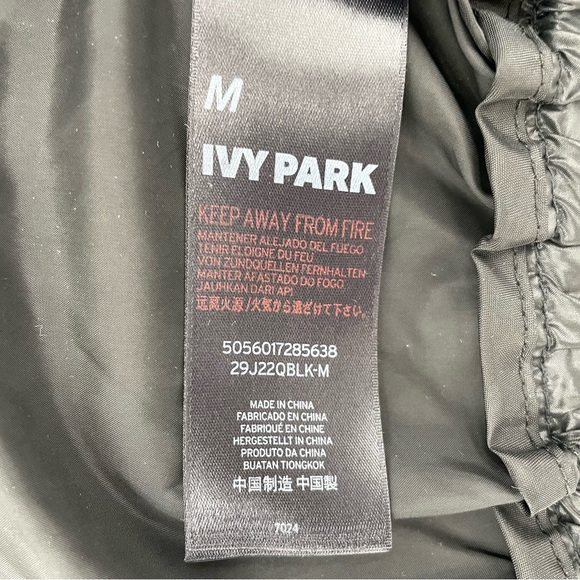 M
IVY PARK
KEEP AWAY FROM FIRE
MANTENER ALEJADO DEL FUEGO
TENIR ELOIGNE DU FEU
VON ZUNDQUELLEN FERNHALTEN-
MANTER AFASTADO DO FOGO
JAUHKAN DARI API
远离火源/火気から遠ざけて下さい
5056017285638
29J22QBLK-M
MADE IN CHINA
FABRICADO EN CHINA
FABRIQUÉ EN CHINE
HERGESTELLT IN CHINA
PRODUTO DA CHINA
BUATAN TIONGKOK
中国制造 中国製
7024